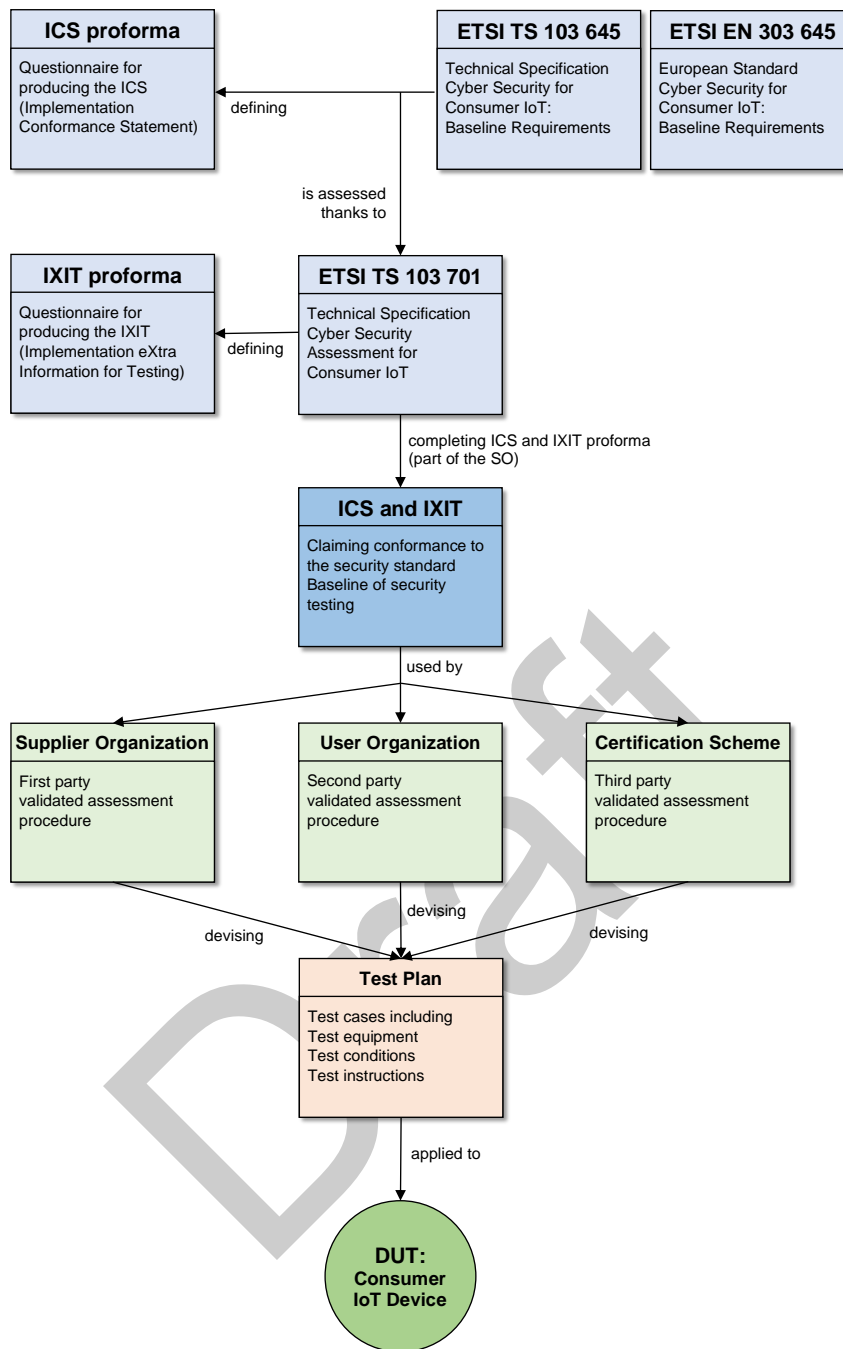 ICS proforma
Questionnaire for
producing the ICS
(Implementation
Conformance Statement)
defining
ETSI TS 103 645
Technical Specification
Cyber Security for
Consumer IoT:
Baseline Requirements
ETSI EN 303 645
European Standard
Cyber Security for
Consumer IoT:
Baseline Requirements
is assessed
thanks to
IXIT proforma
Questionnaire for
producing the IXIT
(Implementation eXtra
Information for Testing)
defining
ETSI TS 103 701
Technical Specification
Cyber Security
Assessment for
Consumer IoT
completing ICS and IXIT proforma
(part of the SO)
ICS and IXIT
Claiming conformance to
the security standard
Baseline of security
testing
used by
Supplier Organization
First party
validated assessment
procedure
User Organization
Second party
validated assessment
procedure
Certification Scheme
Third party
validated assessment
procedure
devising
devising
devising
Test Plan
Test cases including
Test equipment
Test conditions
Test instructions
applied to
DUT:
Consumer
IoT Device
Draft